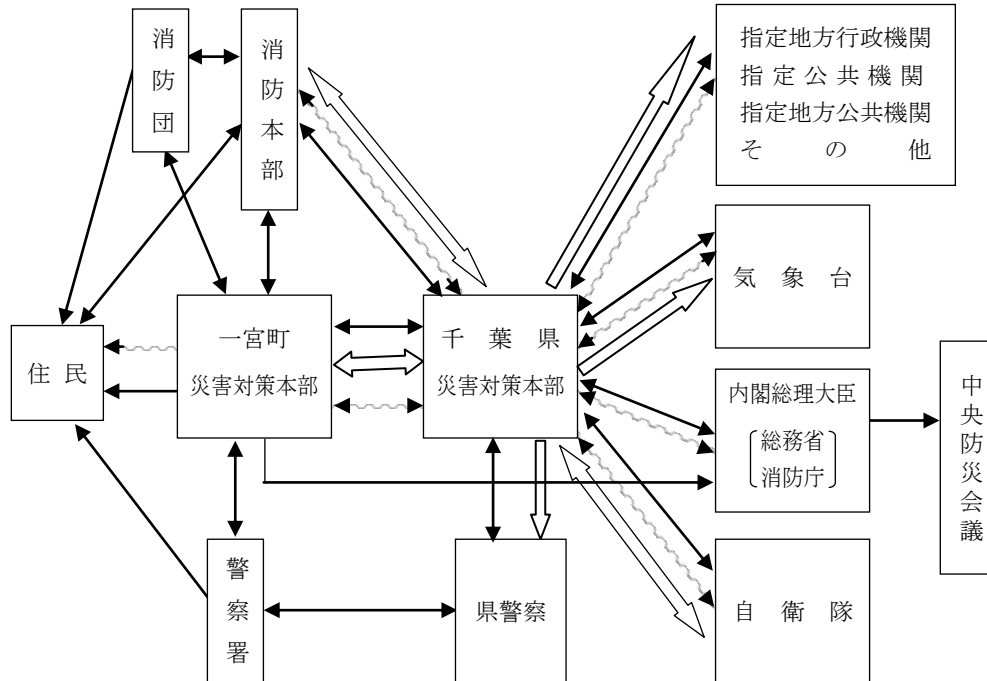 消防団
消防本部
指定地方行政機関
指定公共機関
指定地方公共機関
その他
気象台
住民
一宮町
災害対策本部
千葉県
災害対策本部
内閣総理大臣
総務省
消防庁
中央防災会議
警察署
県警察
自衛隊